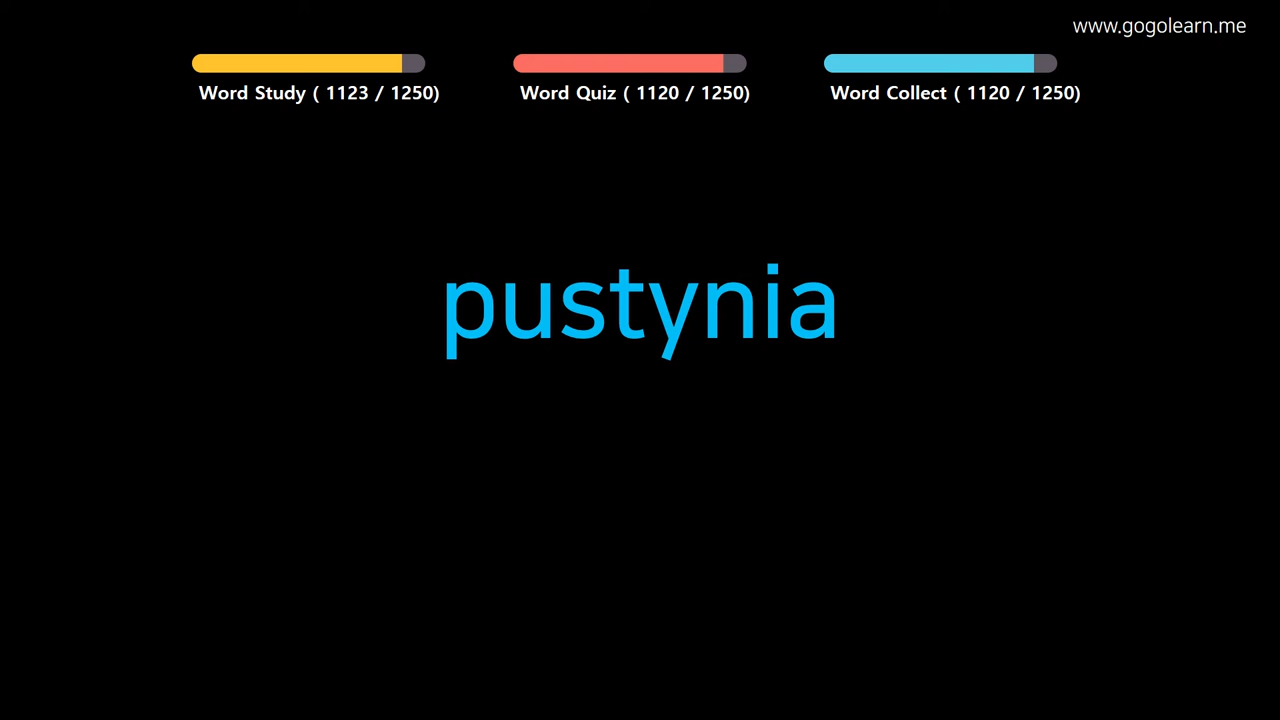 www.gogolearn.me
Word Study ( 1123 / 1250)
Word Quiz ( 1120 / 1250)
Word Collect ( 1120 / 1250)
pustynia